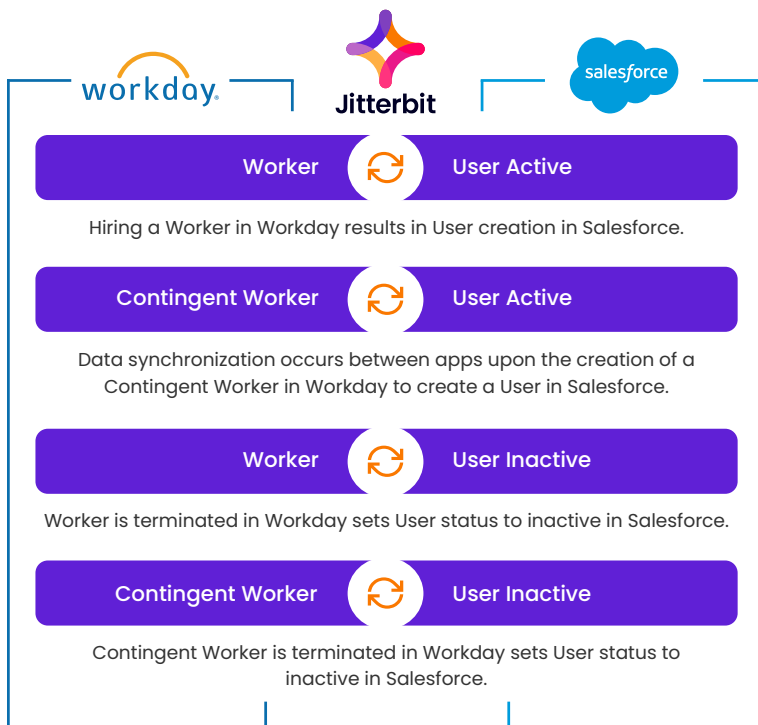 workday.
Jitterbit
salesforce
Worker User Active
Hiring a Worker in Workday results in User creation in Salesforce.
Contingent Worker User Active
Data synchronization occurs between apps upon the creation of a
Contingent Worker in Workday to create a User in Salesforce.
Worker User Inactive
Worker is terminated in Workday sets User status to inactive in Salesforce.
Contingent Worker User Inactive
Contingent Worker is terminated in Workday sets User status to
inactive in Salesforce.